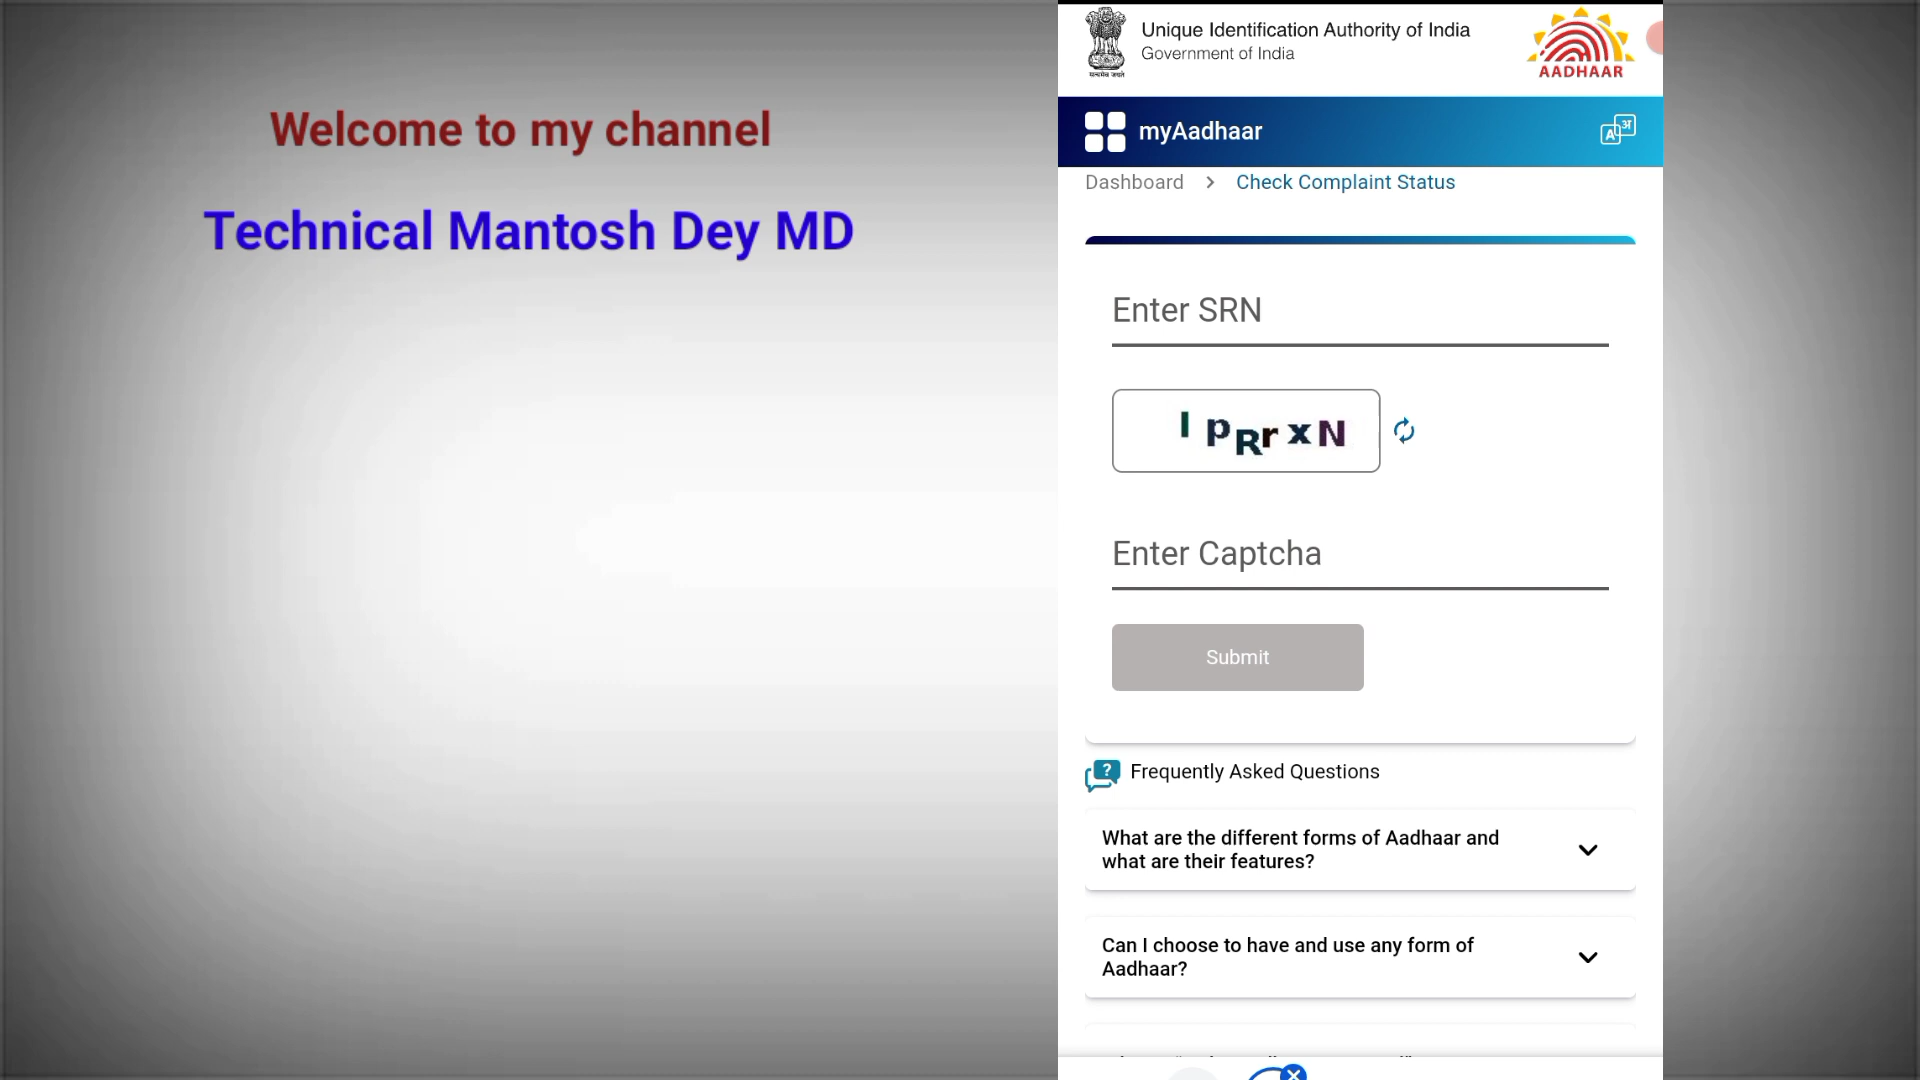 Welcome to my channel
Technical Mantosh Dey MD
Unique Identification Authority of India
Government of India
AADHAAR
myAadhaar
Dashboard > Check Complaint Status
Enter SRN
Enter Captcha
Submit
Frequently Asked Questions
What are the different forms of Aadhaar and
what are their features?
Can I choose to have and use any form of
Aadhaar?